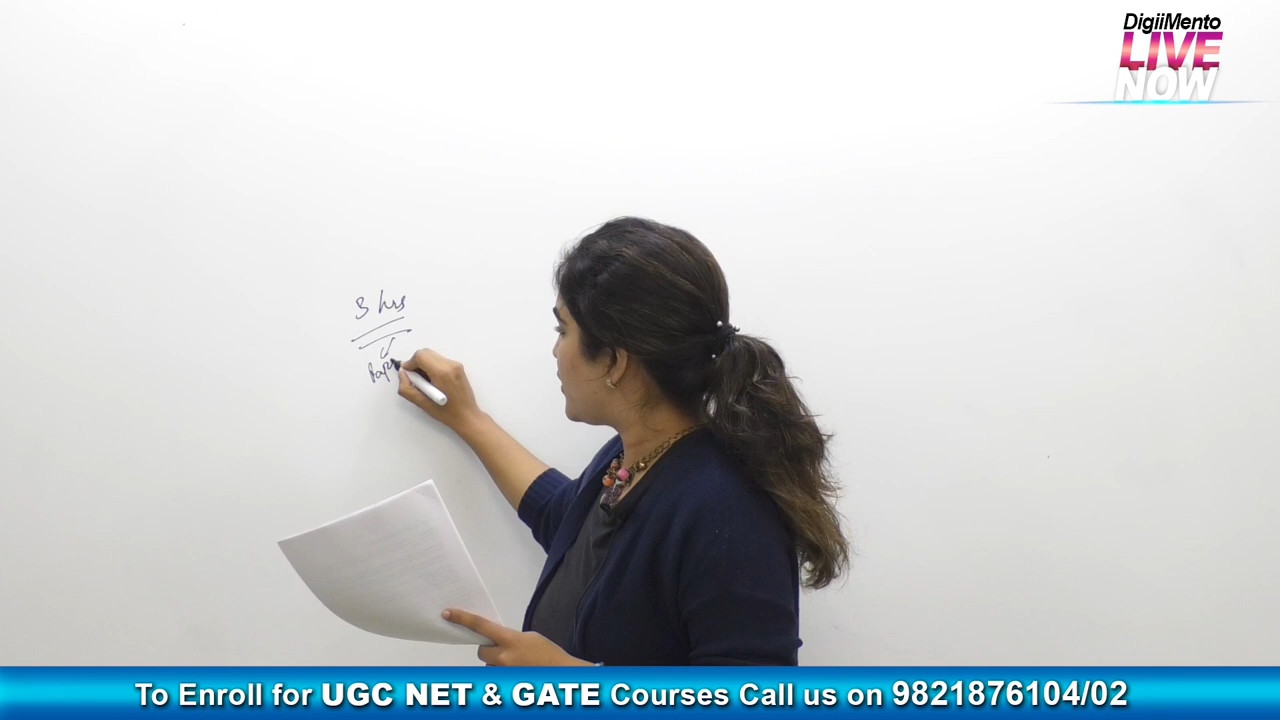 DigiiMento
LIVE
NOW
3 hrs
To Enroll for UGC NET & GATE Courses Call us on 9821876104/02